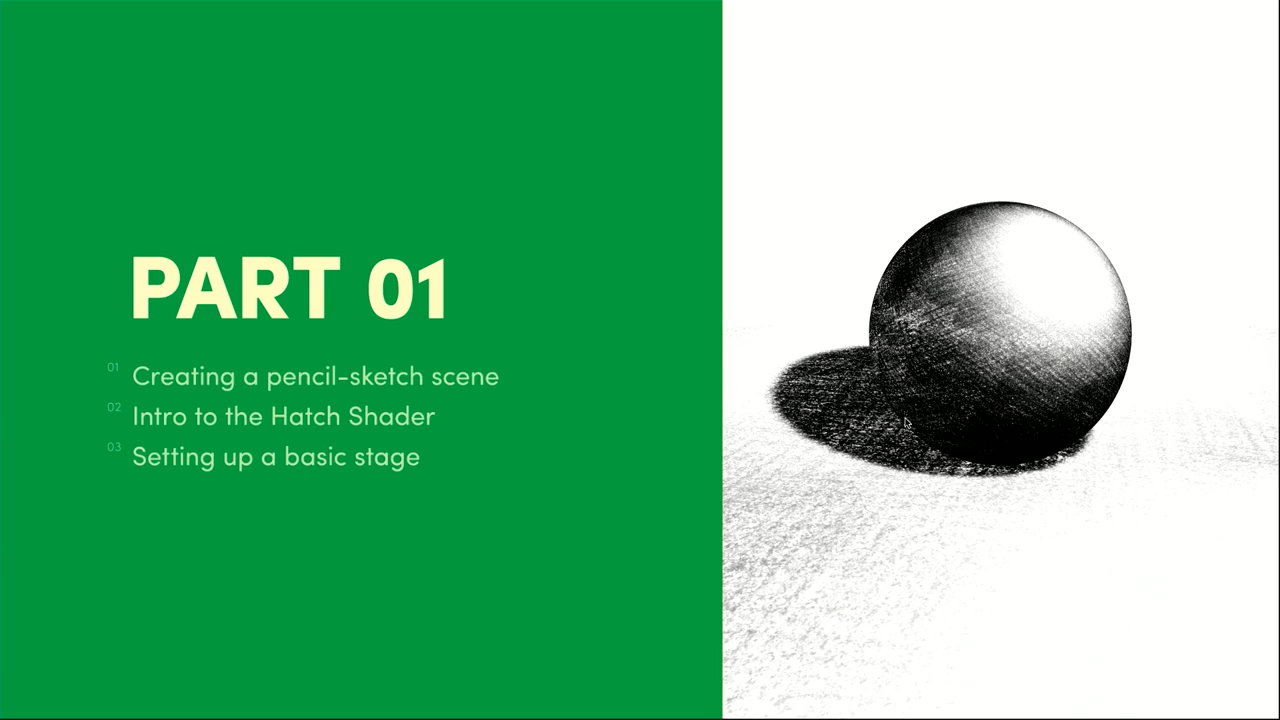 PART 01
01 Creating a pencil-sketch scene
02 Intro to the Hatch Shader
03 Setting up a basic stage